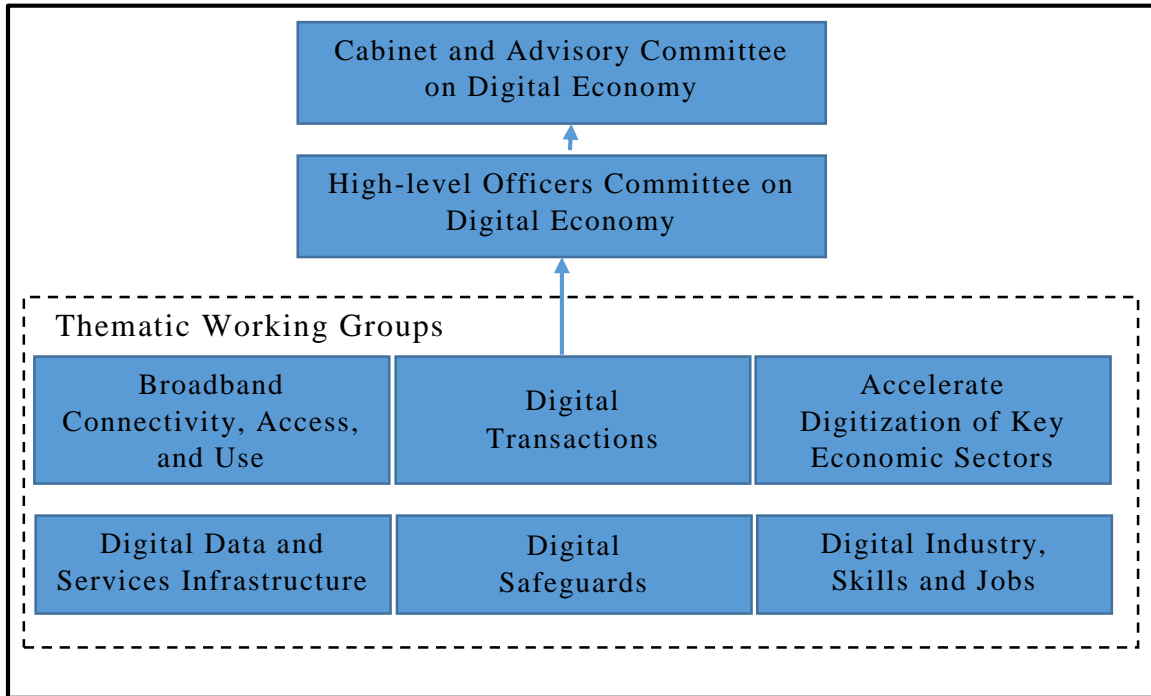 Cabinet and Advisory Committee
on Digital Economy
High-level Officers Committee on
Digital Economy
Thematic Working Groups
Broadband
Connectivity, Access,
and Use
Digital
Transactions
Accelerate
Digitization of Key
Economic Sectors
Digital Data and
Services Infrastructure
Digital
Safeguards
Digital Industry,
Skills and Jobs